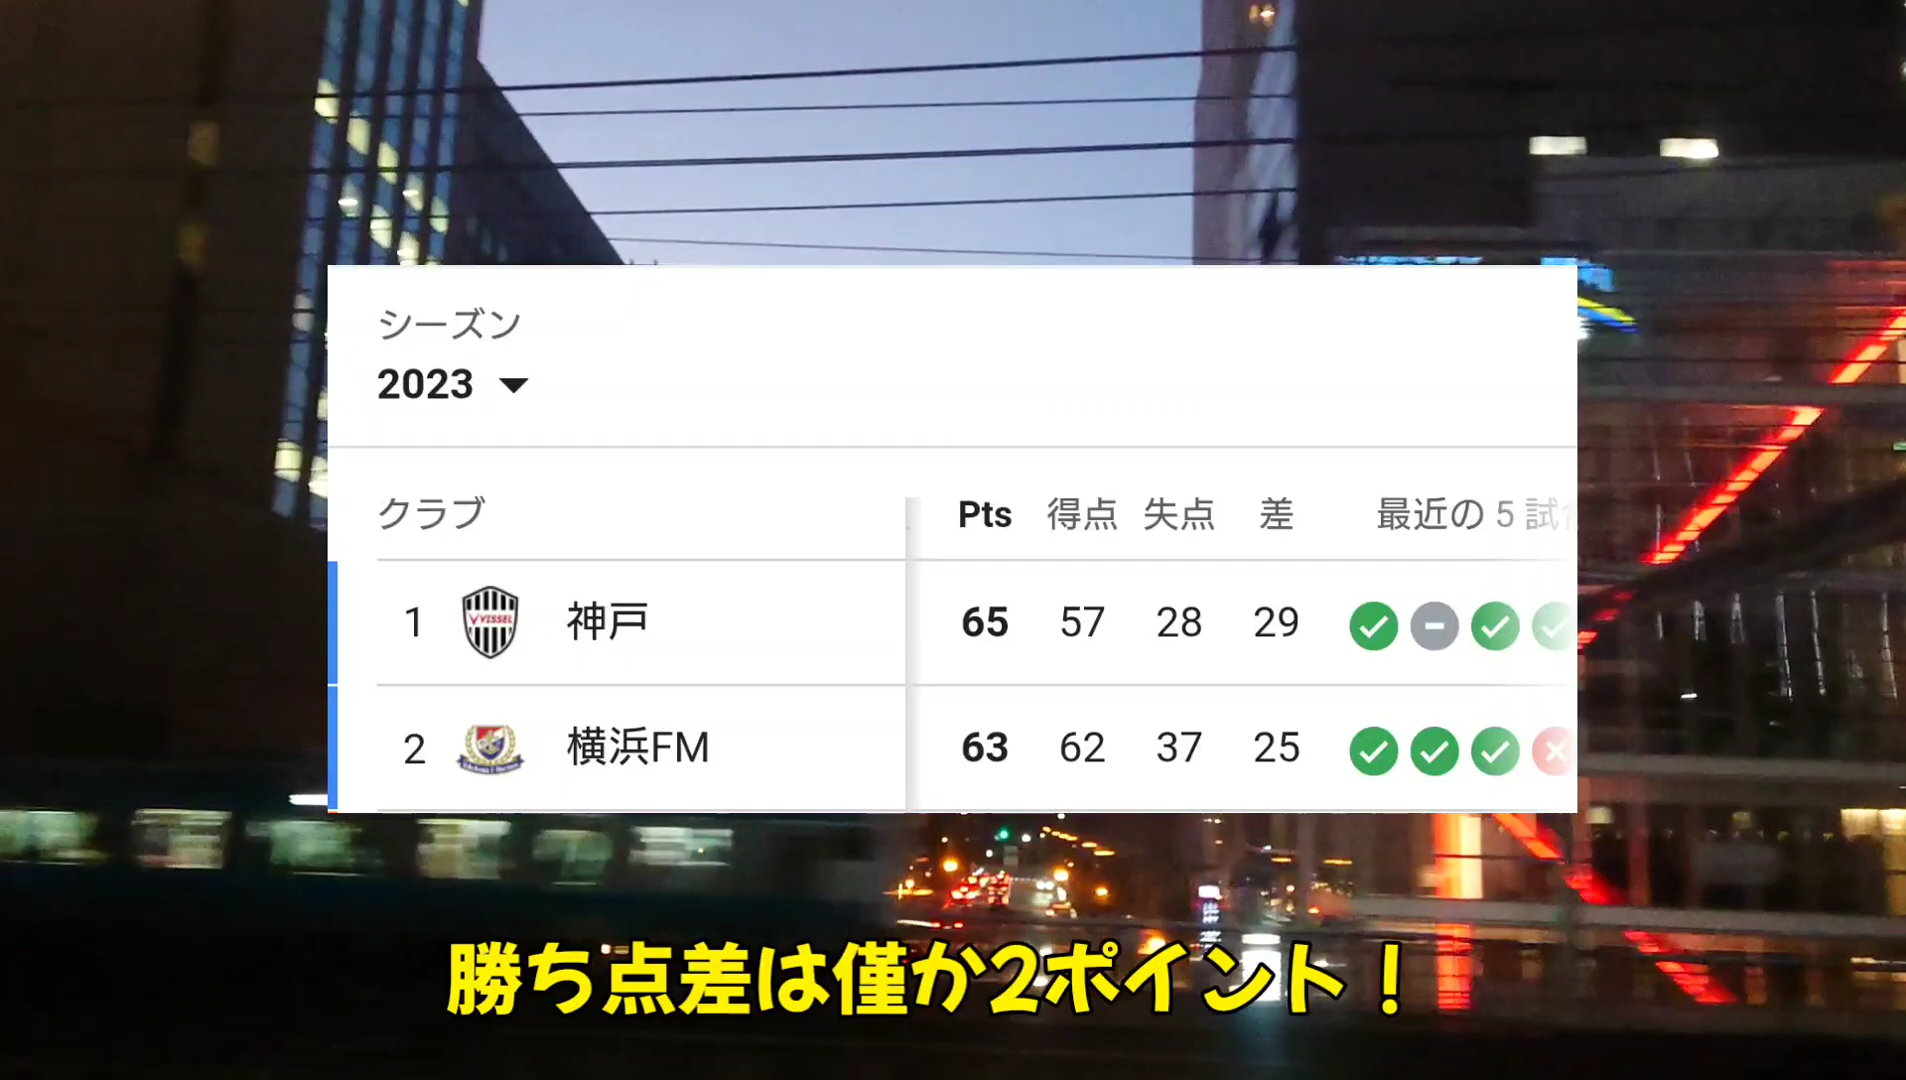 シーズン
2023
クラブ Pts 得点 失点 差 最近の 5 試
1 VISSEL 神戸 65 57 28 29
2 横浜FM 63 62 37 25
勝ち点差は僅か2ポイント！